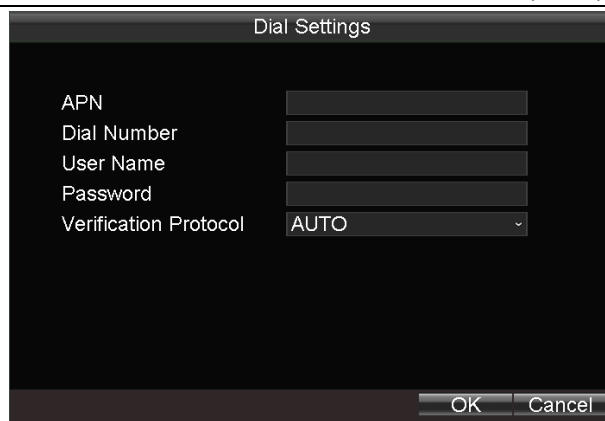 Dial Settings
APN
Dial Number
User Name
Password
Verification Protocol AUTO
OK Cancel